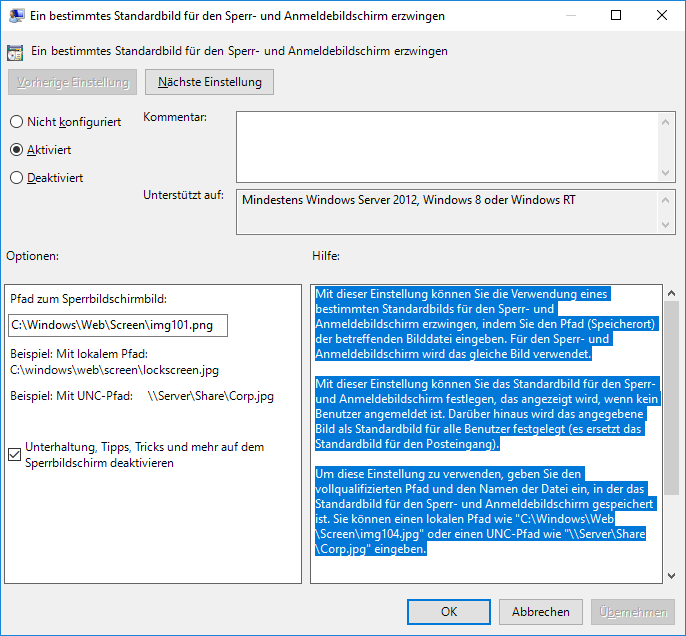 Ein bestimmtes Standardbild für den Sperr- und Anmeldebildschirm erzwingen
Ein bestimmtes Standardbild für den Sperr- und Anmeldebildschirm erzwingen
Vorherige Einstellung
Nächste Einstellung
Nicht konfiguriert
Kommentar:
Aktiviert
Deaktiviert
Unterstützt auf:
Mindestens Windows Server 2012, Windows 8 oder Windows RT
Optionen:
Hilfe:
Pfad zum Sperrbildschirmbild:
C:\Windows\Web\Screen\img101.png
Beispiel: Mit lokalem Pfad:
C:\windows\web\screen\lockscreen.jpg
Beispiel: Mit UNC-Pfad: \\Server\Share\Corp.jpg
Unterhaltung, Tipps, Tricks und mehr auf dem
Sperrbildschirm deaktivieren
Mit dieser Einstellung können Sie die Verwendung eines
bestimmten Standardbilds für den Sperr- und
Anmeldebildschirm erzwingen, indem Sie den Pfad (Speicherort)
der betreffenden Bilddatei eingeben. Für den Sperr- und
Anmeldebildschirm wird das gleiche Bild verwendet.
Mit dieser Einstellung können Sie das Standardbild für den Sperr-
und Anmeldebildschirm festlegen, das angezeigt wird, wenn kein
Benutzer angemeldet ist. Darüber hinaus wird das angegebene
Bild als Standardbild für alle Benutzer festgelegt (es ersetzt das
Standardbild für den Posteingang).
Um diese Einstellung zu verwenden, geben Sie den
vollqualifizierten Pfad und den Namen der Datei ein, in der das
Standardbild für den Sperr- und Anmeldebildschirm gespeichert
ist. Sie können einen lokalen Pfad wie "C:\Windows\Web
\Screen\img104.jpg" oder einen UNC-Pfad wie "\\Server\Share
\Corp.jpg" eingeben.
OK
Abbrechen
Übernehmen